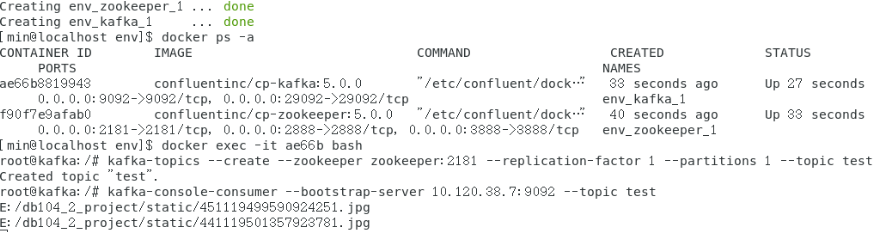 Creating env_zookeeper_1 ... done
Creating env_kafka_1     ... done
[min@localhost env]$ docker ps -a
CONTAINER ID        IMAGE                             COMMAND                  CREATED             STATUS
     PORTS                                                                    NAMES
ae66b8819943        confluentinc/cp-kafka:5.0.0       "/etc/confluent/dock…"   33 seconds ago      Up 27 seconds
     0.0.0.0:9092->9092/tcp, 0.0.0.0:29092->29092/tcp                         env_kafka_1
f90f7e9afab0        confluentinc/cp-zookeeper:5.0.0   "/etc/confluent/dock…"   40 seconds ago      Up 33 seconds
     0.0.0.0:2181->2181/tcp, 0.0.0.0:2888->2888/tcp, 0.0.0.0:3888->3888/tcp   env_zookeeper_1
[min@localhost env]$ docker exec -it ae66b bash
root@kafka:/# kafka-topics --create --zookeeper zookeeper:2181 --replication-factor 1 --partitions 1 --topic test
Created topic "test".
root@kafka:/# kafka-console-consumer --bootstrap-server 10.120.38.7:9092 --topic test
E:/db104_2_project/static/451119499590924251.jpg
E:/db104_2_project/static/441119501357923781.jpg